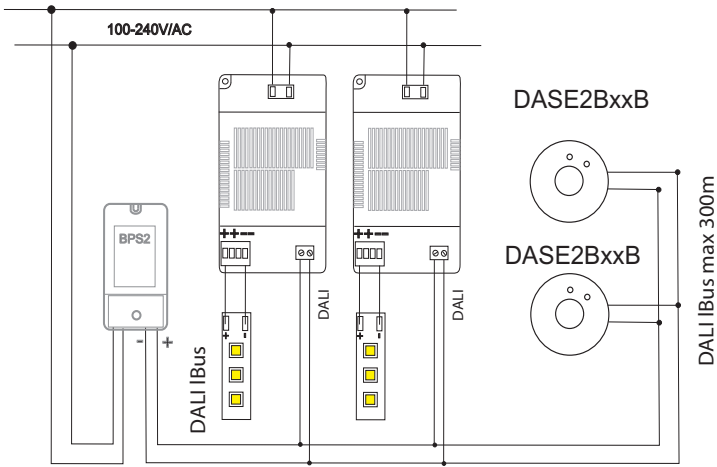 100-240V/AC
DASE2BxxB
BPS2
++--
++--
DASE2BxxB
DALI
DALI
- +
+ -
+ -
DALI IBus
DALI IBus max 300m